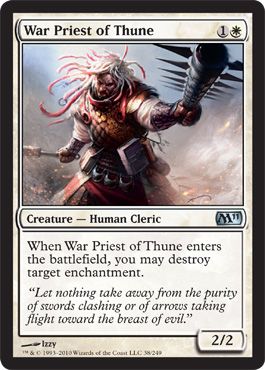 War Priest of Thune 1
Creature — Human Cleric M11
When War Priest of Thune enters
the battlefield, you may destroy
target enchantment.
“Let nothing take away from the purity
of swords clashing or of arrows taking
flight toward the breast of evil.”
Izzy
2/2
™ & © 1993–2010 Wizards of the Coast LLC 38/249